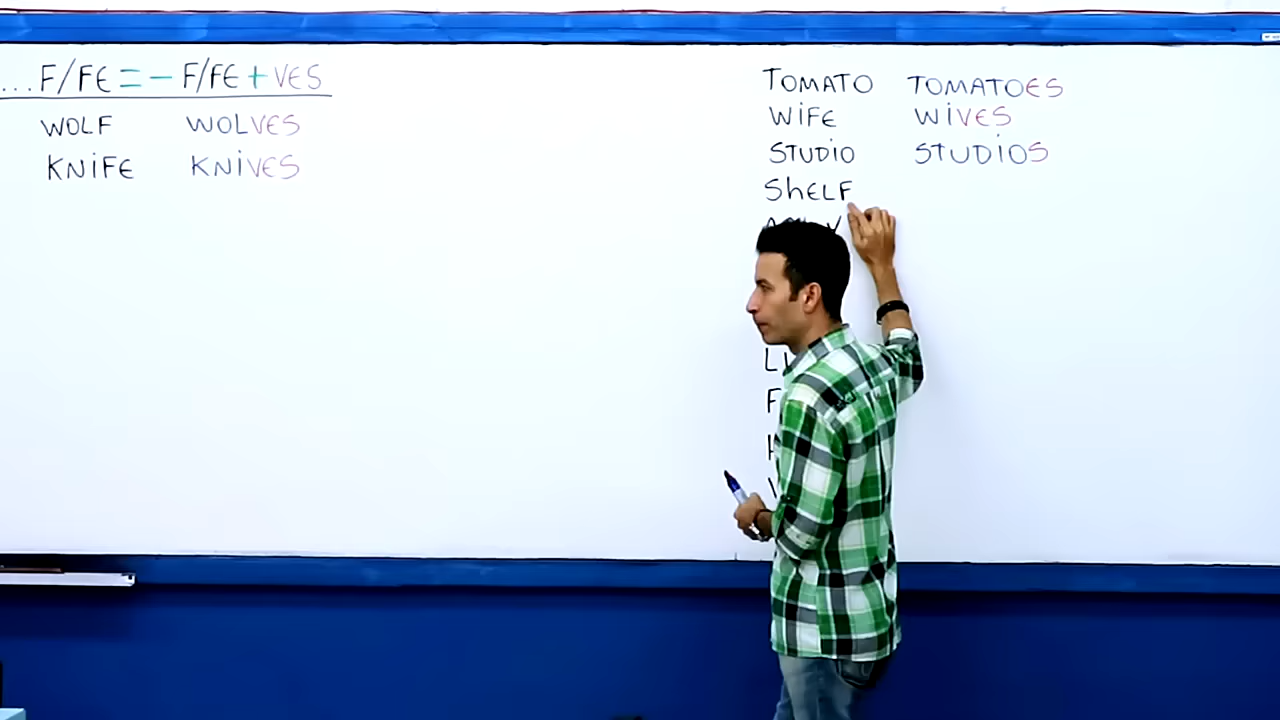 ...F/FE = - F/FE + VES
WOLF WOLVES
KNIFE KNIVES
TOMATO TOMATOES
WIFE WIVES
STUDIO STUDIOS
SHELF